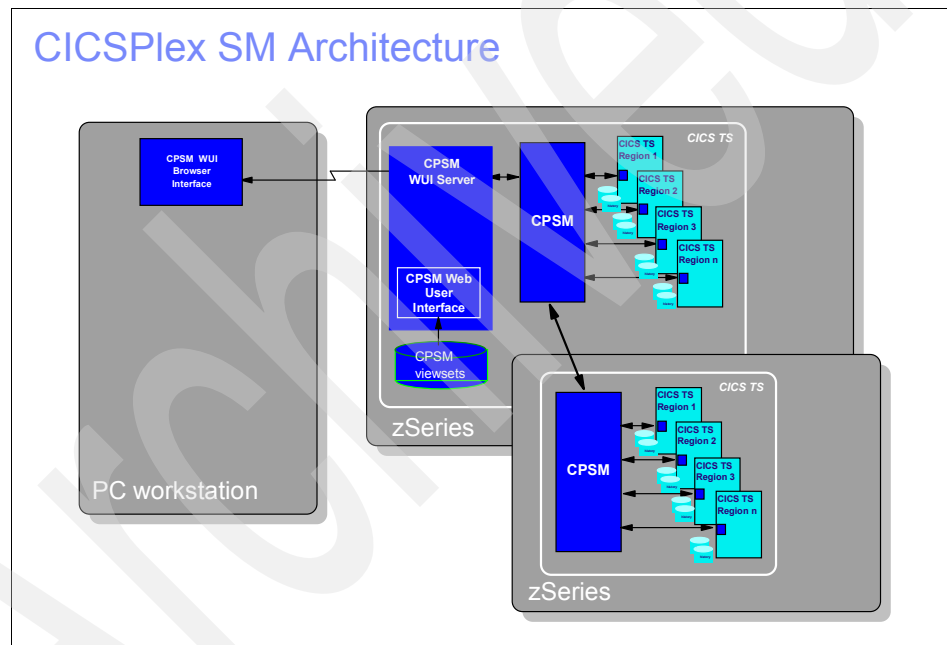 CICSPlex SM Architecture
CPSM WUI
Browser
Interface
PC workstation
CPSM
WUI Server
CPSM Web
User
Interface
CPSM
viewsets
zSeries
CPSM
CICS TS
CICS TS
Region 1
CICS TS
Region 2
CICS TS
Region 3
CICS TS
Region n
CPSM
CICS TS
CICS TS
Region 1
CICS TS
Region 2
CICS TS
Region 3
CICS TS
Region n
zSeries
Archived